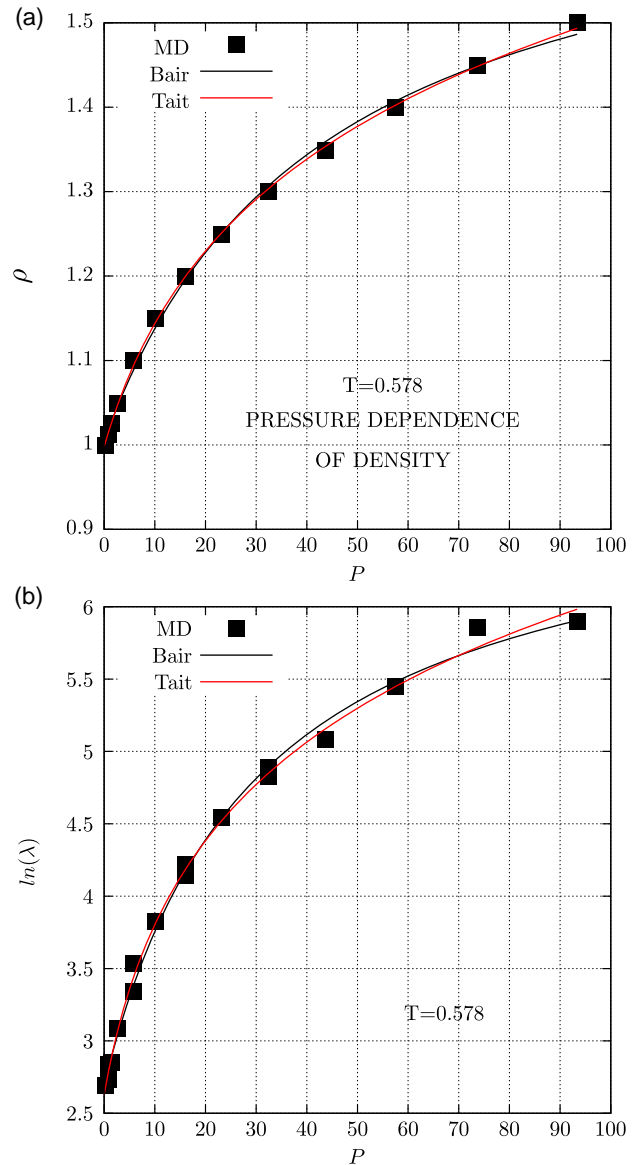 (a)
1.5
MD
Bair
Tait
1.4
1.3
1.2
ρ
1.1
T=0.578
PRESSURE DEPENDENCE
1
OF DENSITY
0.9
0 10 20 30 40 50 60 70 80 90 100
P
(b)
6
MD
Bair
5.5
Tait
5
4.5
ln(λ)
4
3.5
T=0.578
3
2.5
0 10 20 30 40 50 60 70 80 90 100
P